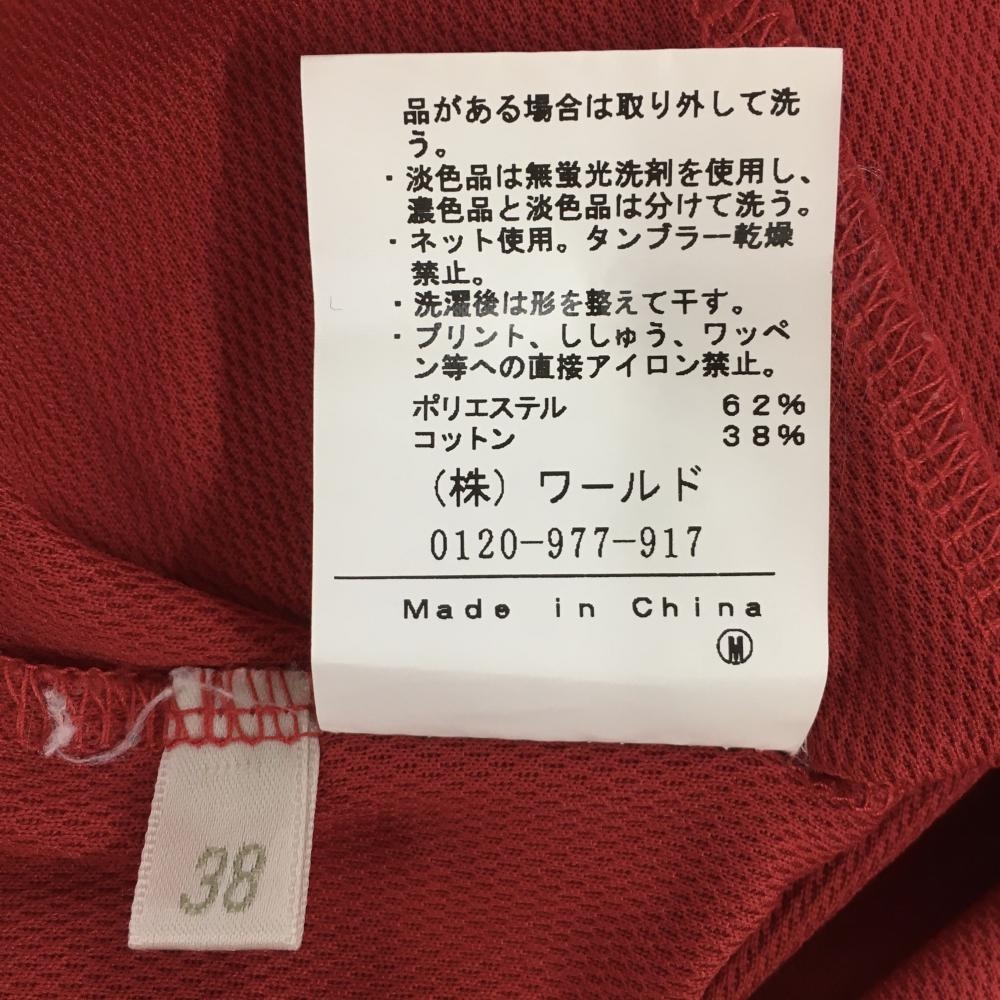 品がある場合は取り外して洗
う。
・淡色品は無蛍光洗剤を使用し、
濃色品と淡色品は分けて洗う。
・ネット使用。タンブラー乾燥
禁止。
・洗濯後は形を整えて干す。
・プリント、ししゅう、ワッペ
ン等への直接アイロン禁止。
ポリエステル 62%
コットン 38%
(株)ワールド
0120-977-917
Made in China
Ⓜ
38